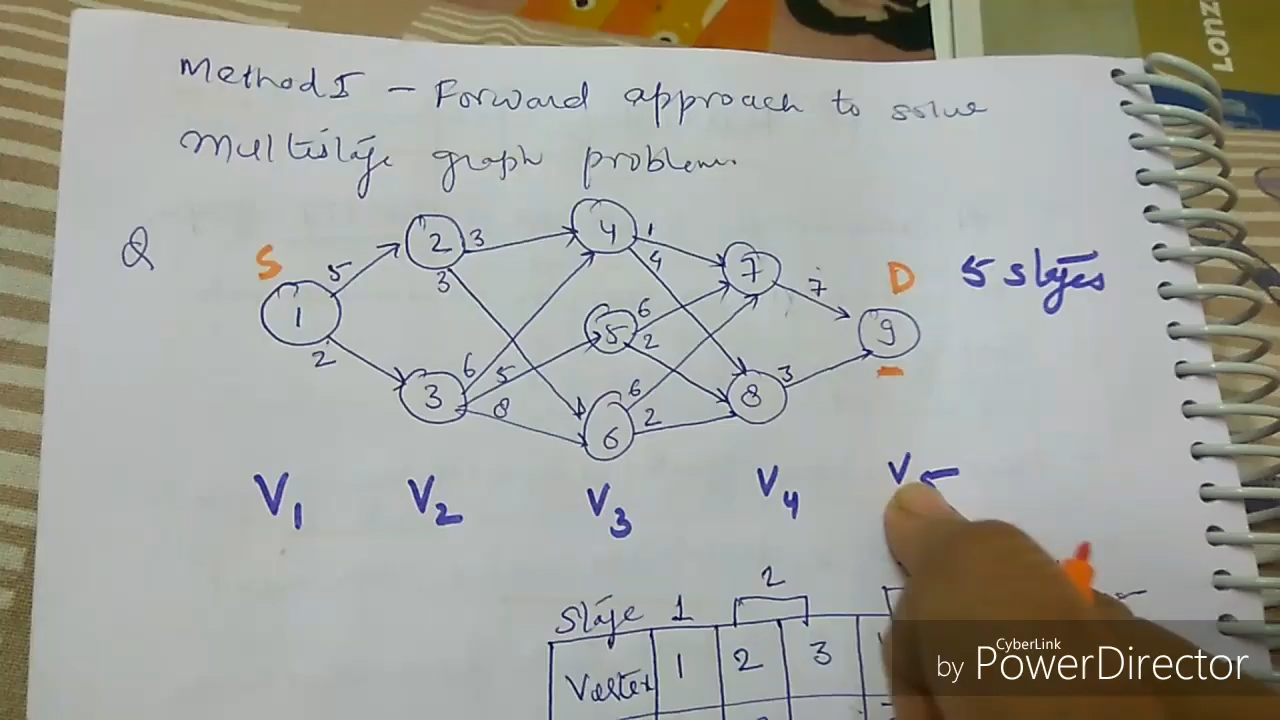 LONZ
Method I - Forward approach to solve
Multistage graph problem.
Q
S
D
5 stages
1
5
2
2
3
3
3
6
5
8
4
1
4
5
6
2
6
6
2
7
7
8
3
9
V1 V2 V3 V4 V5
2
Stage 1
Vertex 1 2 3
CyberLink
by PowerDirector